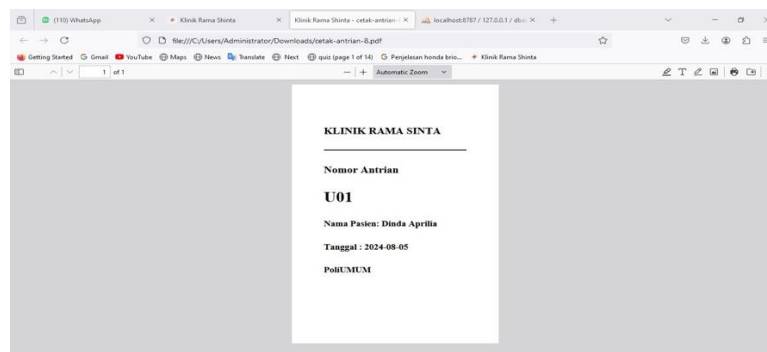 (110) WhatsApp
Klinik Rama Shinta
Klinik Rama Shinta - cetak-antrian-
localhost:8787 / 127.0.0.1 /
file:///C:/Users/Administrator/Downloads/cetak-antrian-8.pdf
Getting Started Gmail YouTube Maps News Translate Next quiz (page 1 of 14) Penjelesan honda brio... Klinik Rama Shinta
1 of 1
Automatic Zoom
KLINIK RAMA SINTA
Nomor Antrian
U01
Nama Pasien: Dinda Aprilia
Tanggal : 2024-08-05
PoliUMUM